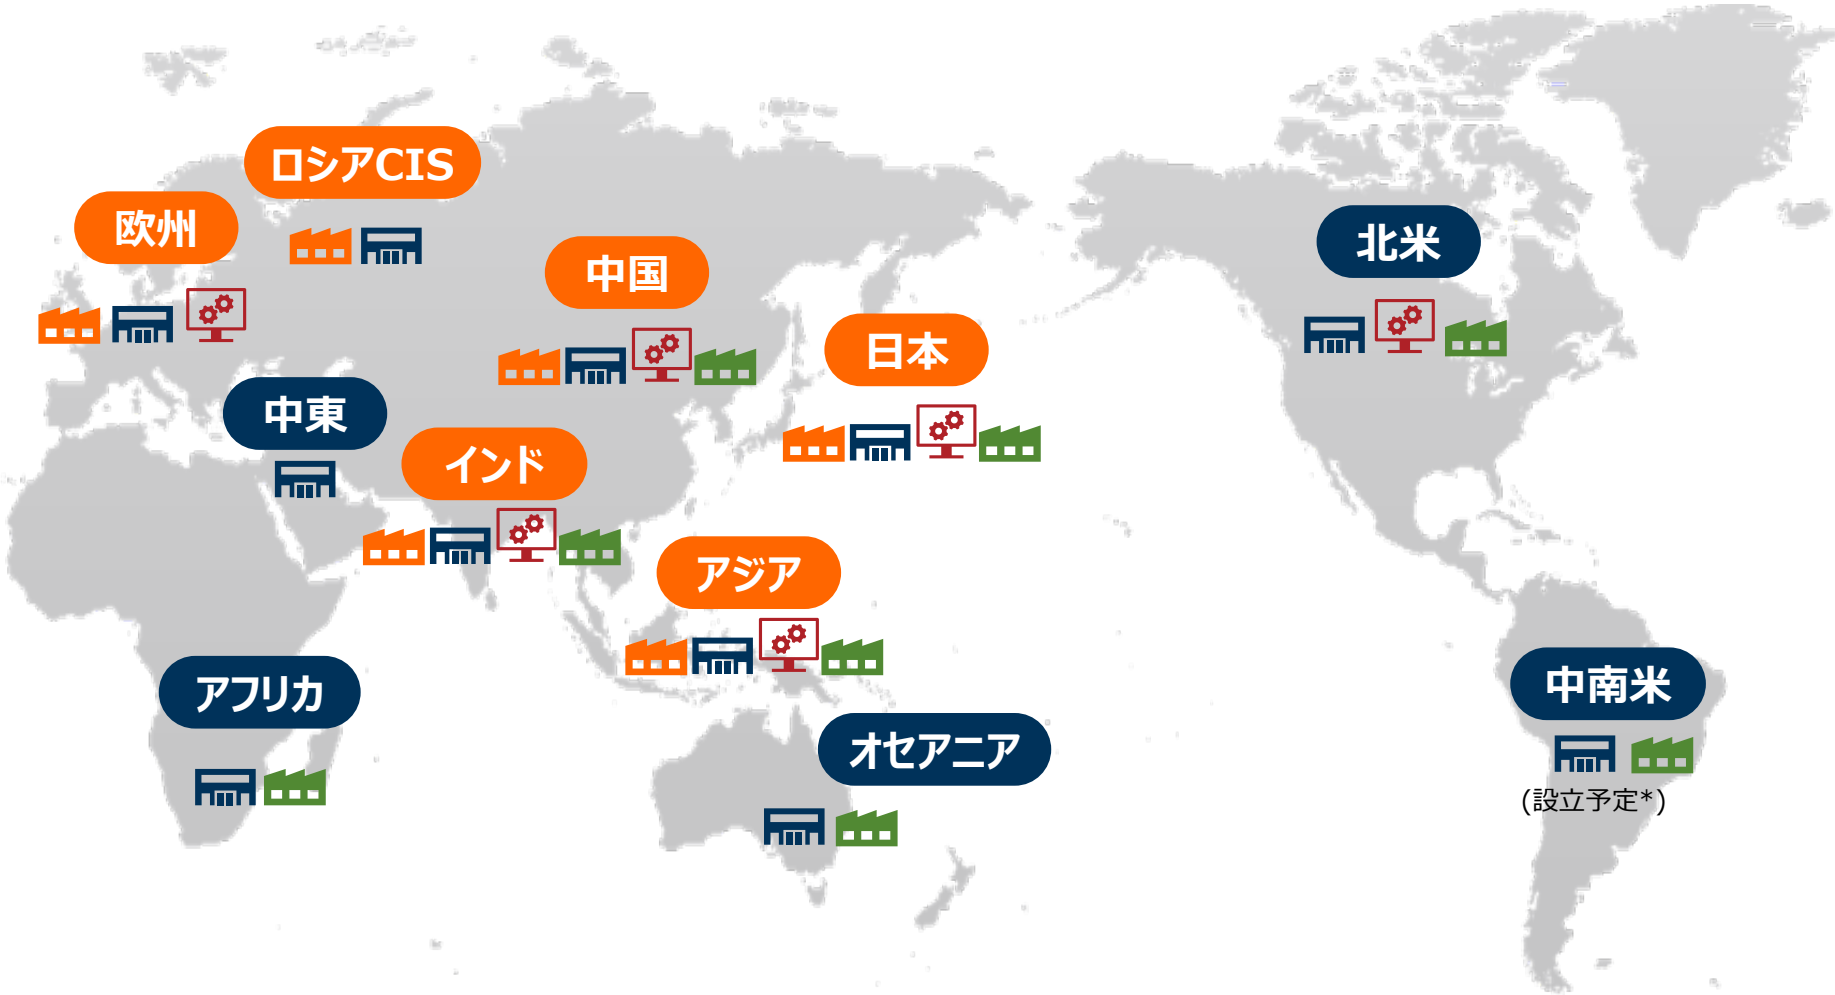 ロシアCIS
欧州
中国
北米
日本
中東
インド
アジア
アフリカ
中南米
オセアニア
(設立予定*)